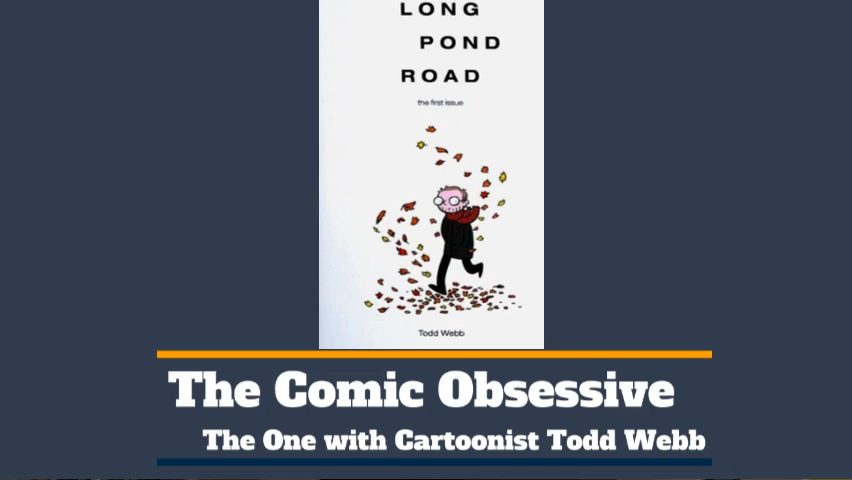 LONG
POND
ROAD
the first issue
Todd Webb
The Comic Obsessive
The One with Cartoonist Todd Webb